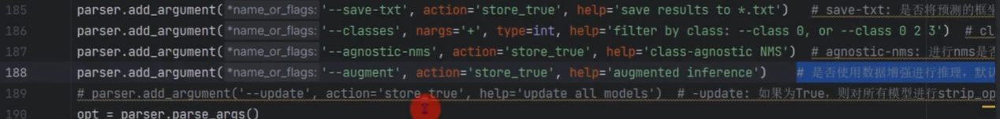 185 parser.add_argument(*name_or_flags: '--save-txt', action='store_true', help='save results to *.txt') # save-txt: 是否将预测的框坐
186 parser.add_argument(*name_or_flags: '--classes', nargs='+', type=int, help='filter by class: --class 0, or --class 0 2 3') # cl
187 parser.add_argument(*name_or_flags: '--agnostic-nms', action='store_true', help='class-agnostic NMS') # agnostic-nms: 进行nms是否
188 parser.add_argument(*name_or_flags: '--augment', action='store_true', help='augmented inference') # 是否使用数据增强进行推理，默认
189 # parser.add_argument('--update', action='store_true', help='update all models') # -update: 如果为True，则对所有模型进行strip_op
190 opt = parser.parse_args()